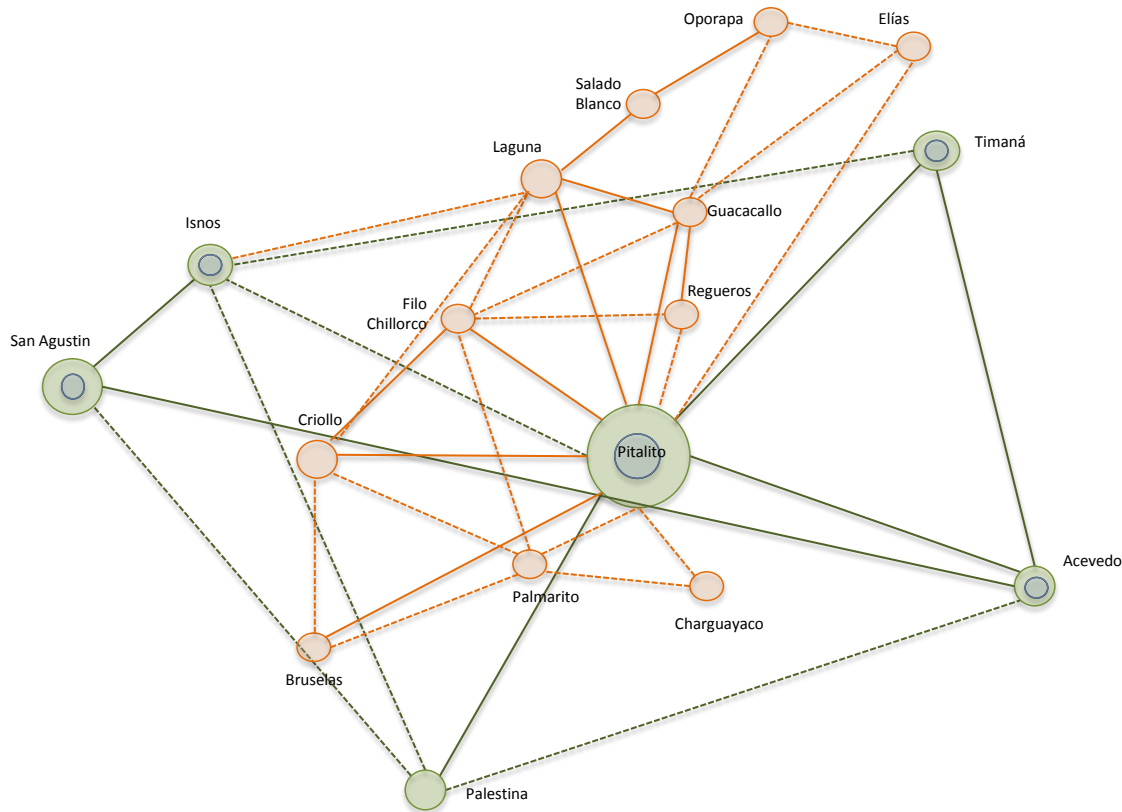 Oporapa
Elías
Salado
Blanco
Timaná
Laguna
Guacacallo
Isnos
Regueros
Filo
Chillorco
San Agustin
Criollo
Pitalito
Acevedo
Palmarito
Charguayaco
Bruselas
Palestina